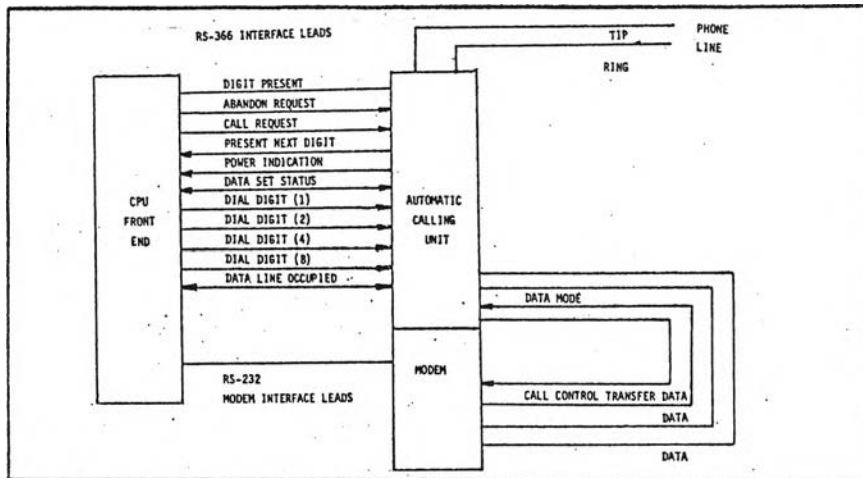 RS-366 INTERFACE LEADS
TIP
PHONE
LINE
RING
DIGIT PRESENT
ABANDON REQUEST
CALL REQUEST
PRESENT NEXT DIGIT
POWER INDICATION
DATA SET STATUS
DIAL DIGIT (1)
DIAL DIGIT (2)
DIAL DIGIT (4)
DIAL DIGIT (8)
DATA LINE OCCUPIED
CPU
FRONT
END
AUTOMATIC
CALLING
UNIT
DATA MODE
MODEM
RS-232
MODEM INTERFACE LEADS
CALL CONTROL TRANSFER DATA
DATA
DATA